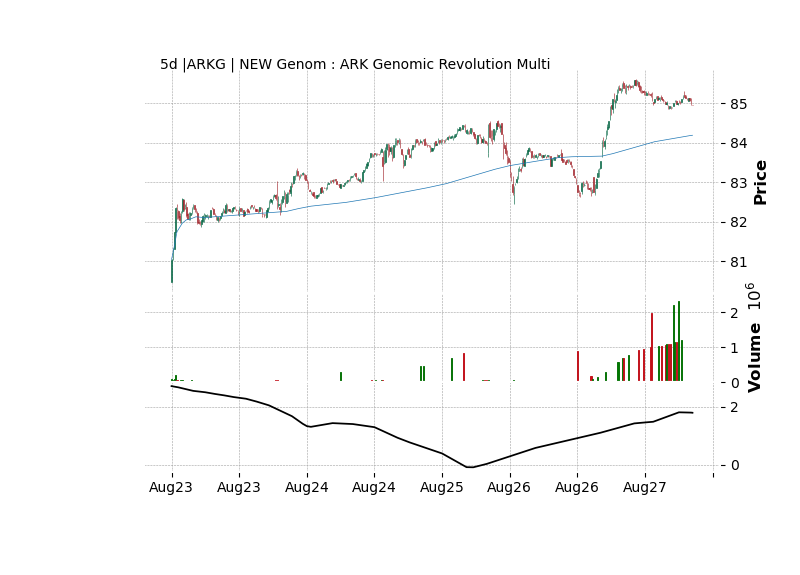 5d |ARKG | NEW Genom : ARK Genomic Revolution Multi
85
84
83
82
81
Price
2
1
0
Volume 10^6
2
0
Aug23 Aug23 Aug24 Aug24 Aug25 Aug26 Aug26 Aug27